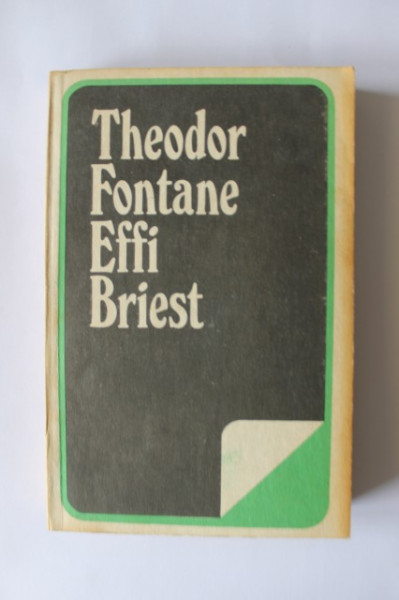 Theodor
Fontane
Effi
Briest